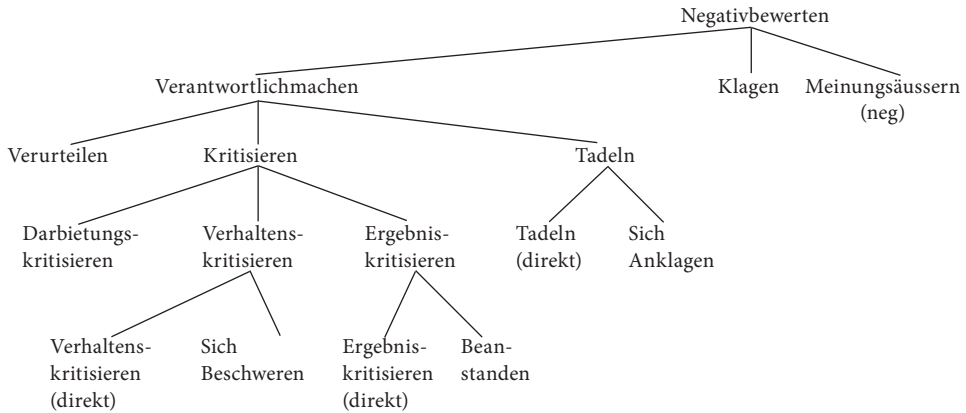 Negativbewerten
Verantwortlichmachen
Klagen
Meinungsäussern
(neg)
Verurteilen
Kritisieren
Tadeln
Darbietungs-
kritisieren
Verhaltens-
kritisieren
Ergebnis-
kritisieren
Tadeln
(direkt)
Sich
Anklagen
Verhaltens-
kritisieren
(direkt)
Sich
Beschweren
Ergebnis-
kritisieren
(direkt)
Bean-
standen